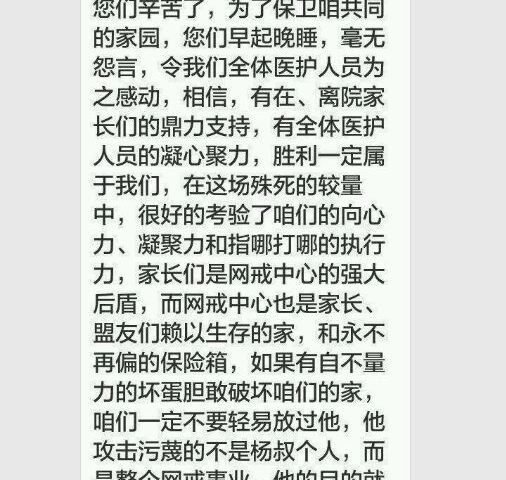 您们辛苦了，为了保卫咱共同
的家园，您们早起晚睡，毫无
怨言，令我们全体医护人员为
之感动，相信，有在、离院家
长们的鼎力支持，有全体医护
人员的凝心聚力，胜利一定属
于我们，在这场殊死的较量
中，很好的考验了咱们的向心
力、凝聚力和指哪打哪的执行
力，家长们是网戒中心的强大
后盾，而网戒中心也是家长、
盟友们赖以生存的家，和永不
再偏的保险箱，如果有自不量
力的坏蛋胆敢破坏咱们的家，
咱们一定不要轻易放过他，他
攻击污蔑的不是杨叔个人，而
是整个网戒事业，他的目的就